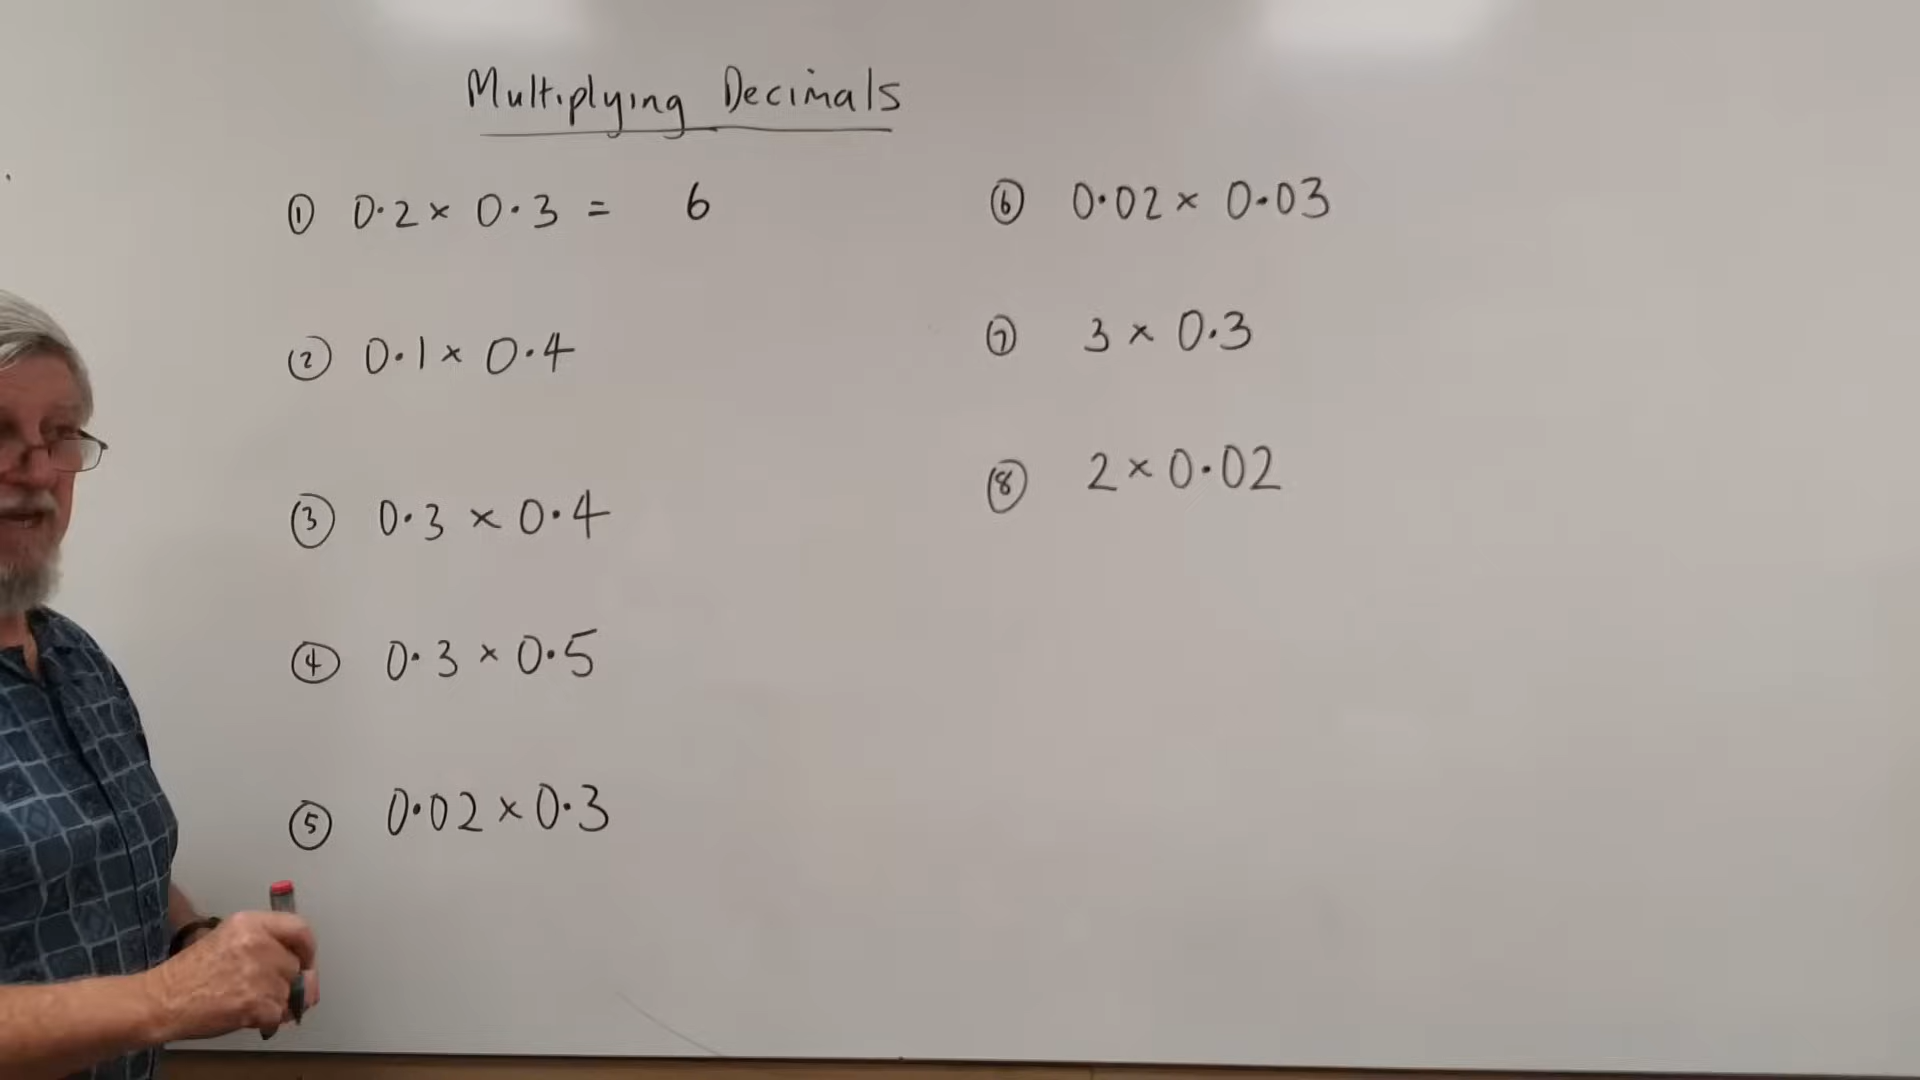 Multiplying Decimals
① 0·2 × 0·3 = 6
② 0·1 × 0·4
③ 0·3 × 0·4
④ 0·3 × 0·5
⑤ 0·02 × 0·3
⑥ 0·02 × 0·03
⑦ 3 × 0·3
⑧ 2 × 0·02